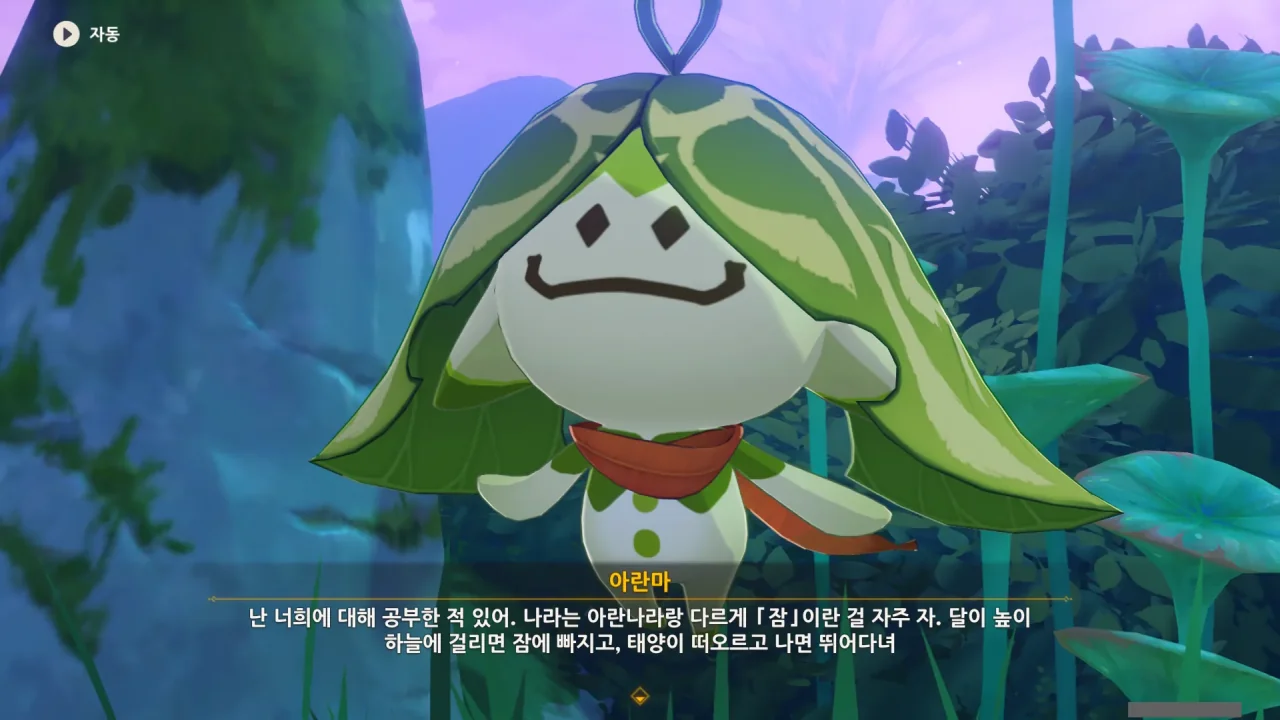 자동
아란마
난 너희에 대해 공부한 적 있어. 나라는 아란나라랑 다르게 「잠」이란 걸 자주 자. 달이 높이
하늘에 걸리면 잠에 빠지고, 태양이 떠오르고 나면 뛰어다녀